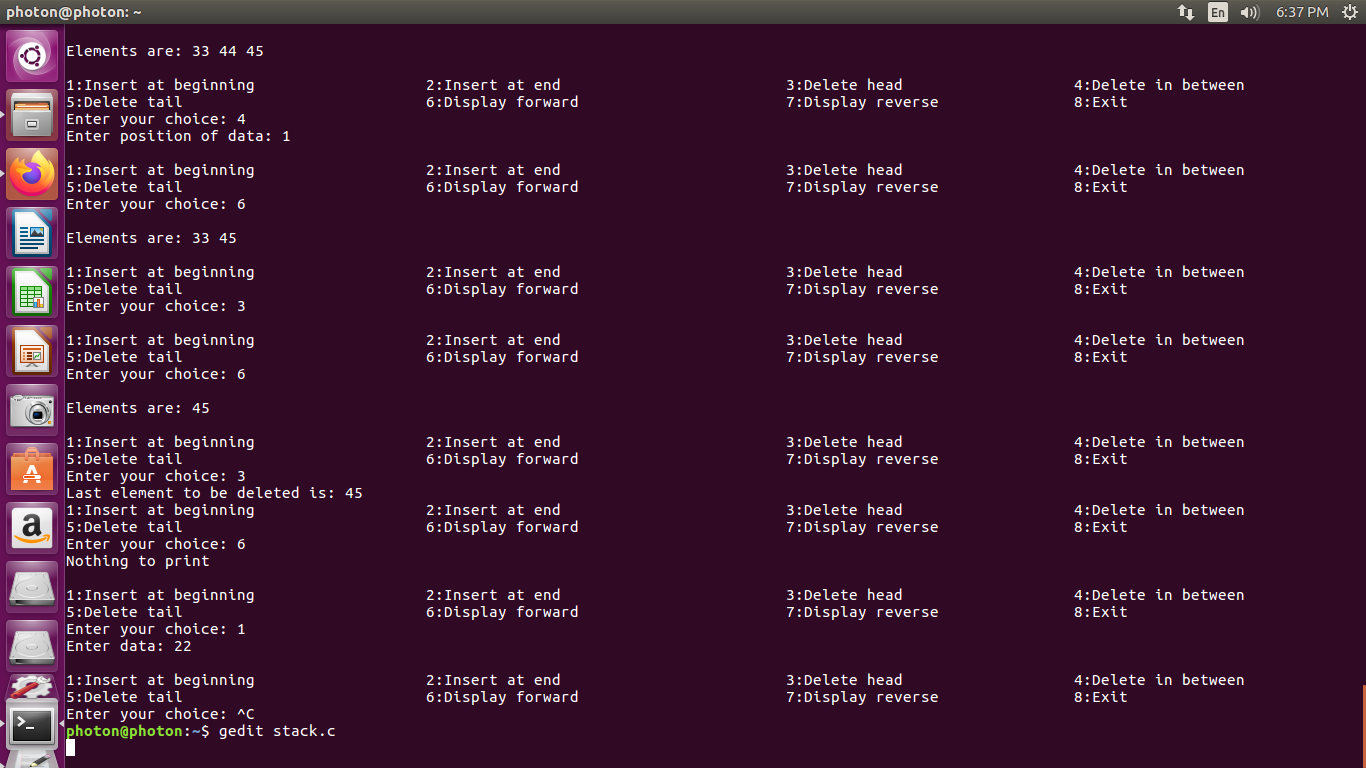 photon@photon: ~ En 6:37 PM
Elements are: 33 44 45
1:Insert at beginning 2:Insert at end 3:Delete head 4:Delete in between
5:Delete tail 6:Display forward 7:Display reverse 8:Exit
Enter your choice: 4
Enter position of data: 1
1:Insert at beginning 2:Insert at end 3:Delete head 4:Delete in between
5:Delete tail 6:Display forward 7:Display reverse 8:Exit
Enter your choice: 6
Elements are: 33 45
1:Insert at beginning 2:Insert at end 3:Delete head 4:Delete in between
5:Delete tail 6:Display forward 7:Display reverse 8:Exit
Enter your choice: 3
1:Insert at beginning 2:Insert at end 3:Delete head 4:Delete in between
5:Delete tail 6:Display forward 7:Display reverse 8:Exit
Enter your choice: 6
Elements are: 45
1:Insert at beginning 2:Insert at end 3:Delete head 4:Delete in between
5:Delete tail 6:Display forward 7:Display reverse 8:Exit
Enter your choice: 3
Last element to be deleted is: 45
1:Insert at beginning 2:Insert at end 3:Delete head 4:Delete in between
5:Delete tail 6:Display forward 7:Display reverse 8:Exit
Enter your choice: 6
Nothing to print
1:Insert at beginning 2:Insert at end 3:Delete head 4:Delete in between
5:Delete tail 6:Display forward 7:Display reverse 8:Exit
Enter your choice: 1
Enter data: 22
1:Insert at beginning 2:Insert at end 3:Delete head 4:Delete in between
5:Delete tail 6:Display forward 7:Display reverse 8:Exit
Enter your choice: ^C
photon@photon:~$ gedit stack.c